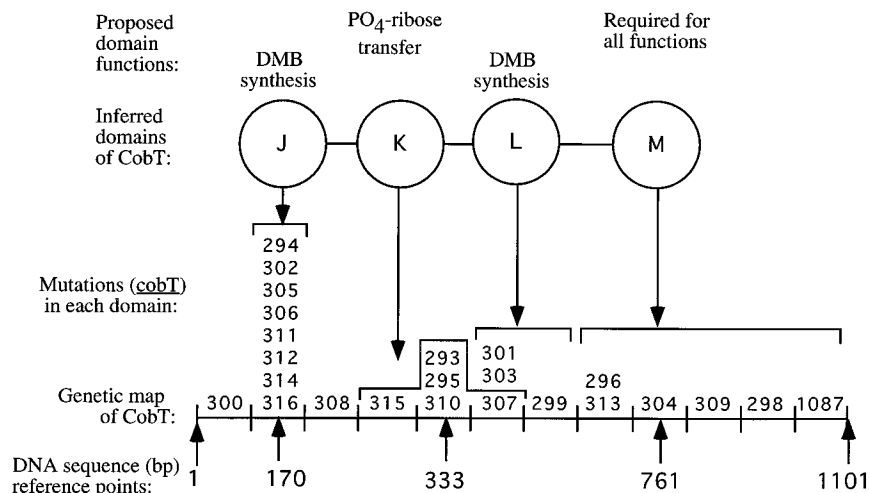 Proposed domain functions:
PO4-ribose transfer
Required for all functions
DMB synthesis
DMB synthesis
Inferred domains of CobT:
J
K
L
M
Mutations (cobT) in each domain:
294
302
305
306
311
312
314
293
295
301
303
296
Genetic map of CobT:
300 316 308 315 310 307 299 313 304 309 298 1087
DNA sequence (bp) reference points:
1 170 333 761 1101